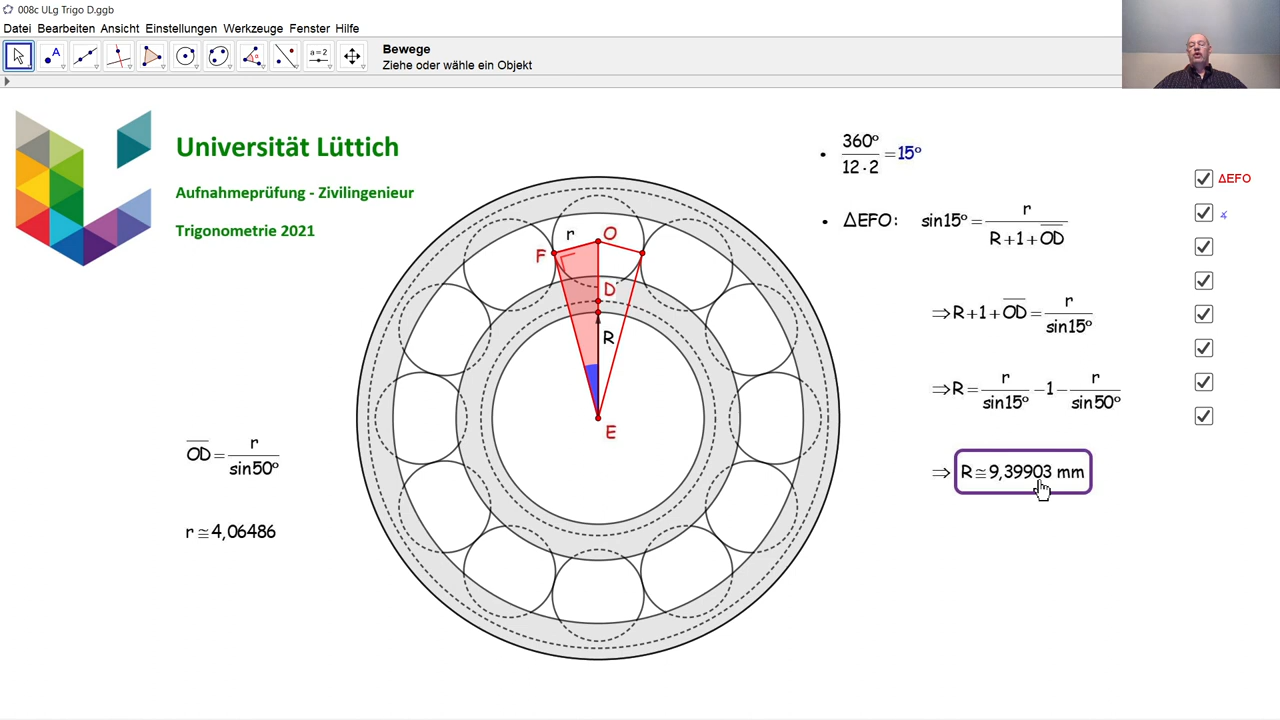 008c ULg Trigo D.ggb
Datei Bearbeiten Ansicht Einstellungen Werkzeuge Fenster Hilfe
A
a=2
Bewege
Ziehe oder wähle ein Objekt
Universität Lüttich
Aufnahmeprüfung - Zivilingenieur
Trigonometrie 2021
360° / 12·2 = 15°
ΔEFO
∡
ΔEFO: sin15° = r / R+1+OD
r
O
F
D
R
E
⇒ R+1+OD = r / sin15°
⇒ R = r / sin15° −1− r / sin50°
⇒ R≅9,39903 mm
OD = r / sin50°
r≅4,06486